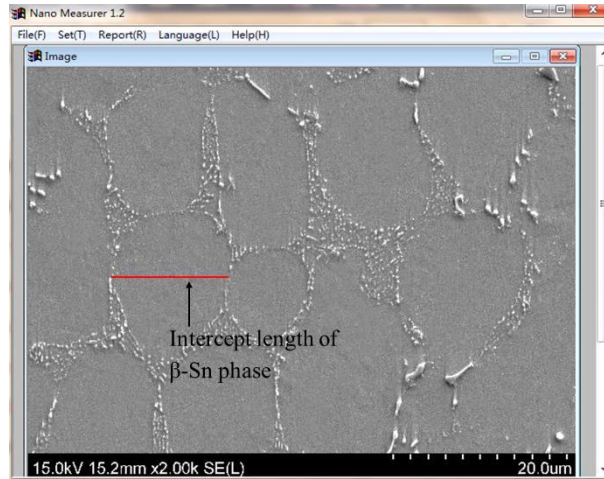 Nano Measurer 1.2
File(F) Set(T) Report(R) Language(L) Help(H)
Image
Intercept length of
β-Sn phase
15.0kV 15.2mm x2.00k SE(L) 20.0um